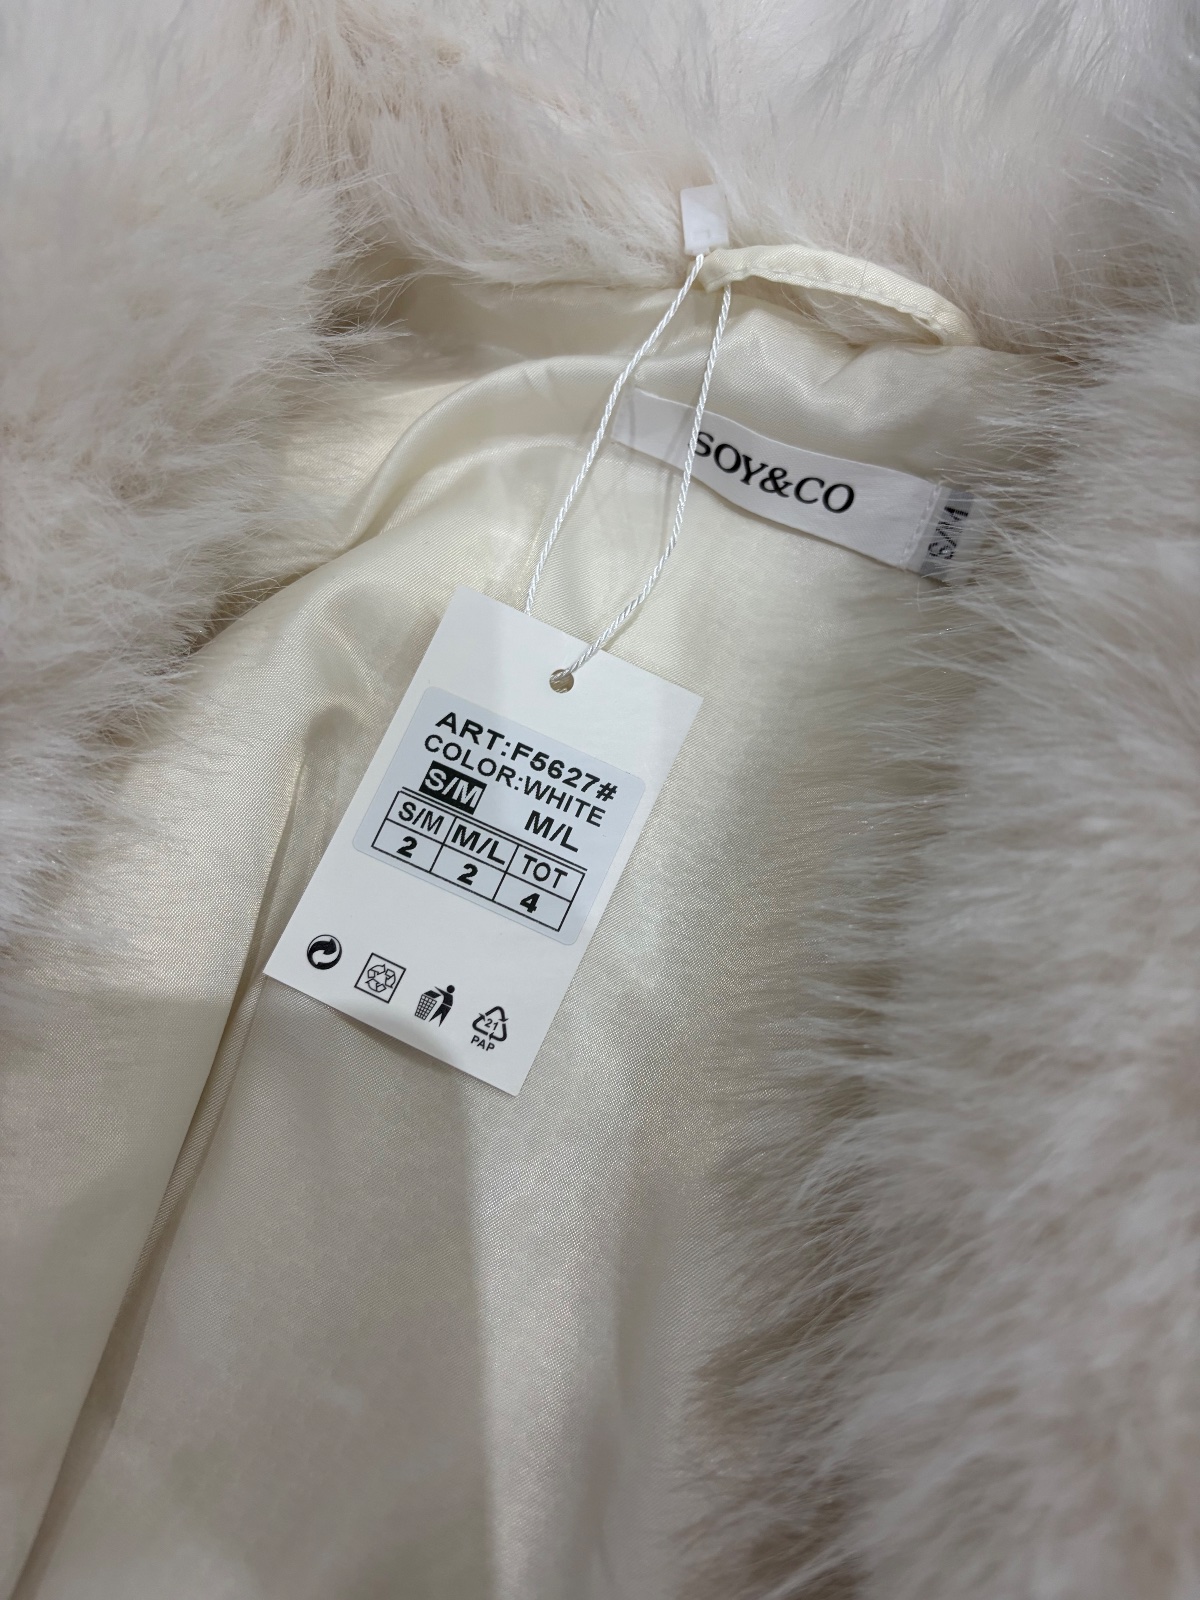 SOY&CO
S/M
ART:F5627#
COLOR:WHITE
S/M M/L
S/M M/L TOT
2 2 4
21
PAP